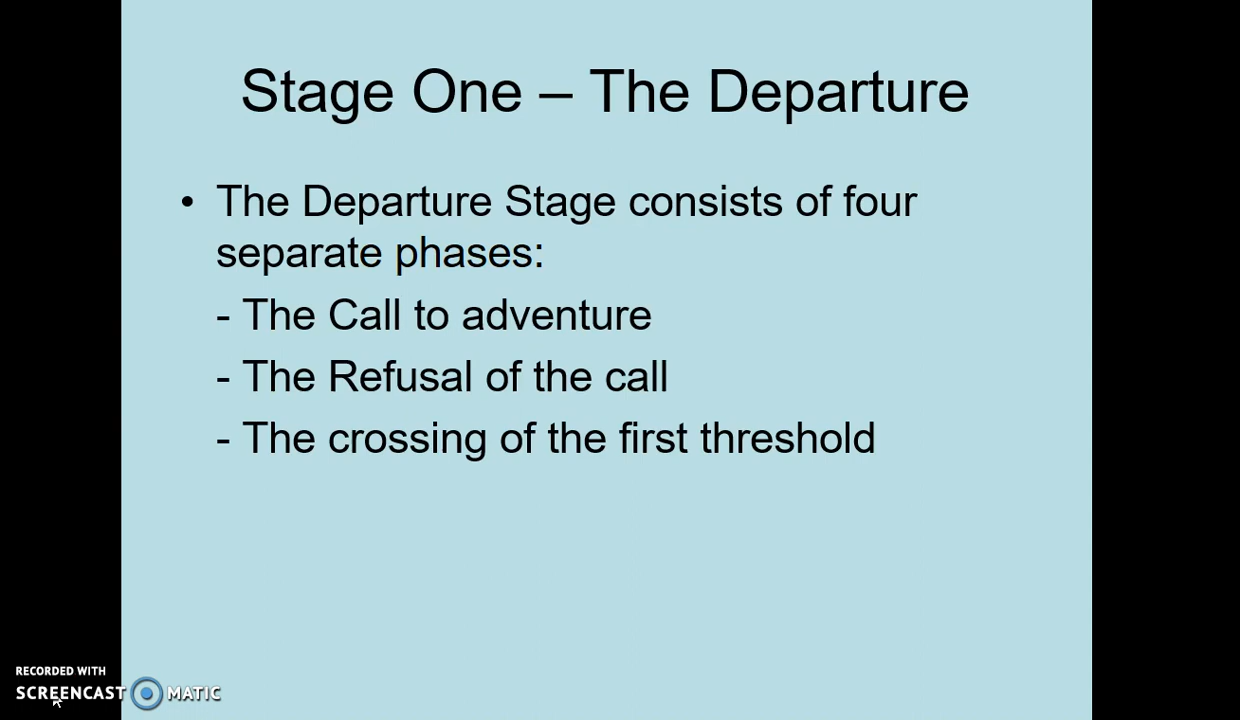 Stage One – The Departure
• The Departure Stage consists of four
separate phases:
- The Call to adventure
- The Refusal of the call
- The crossing of the first threshold
RECORDED WITH
SCREENCAST MATIC